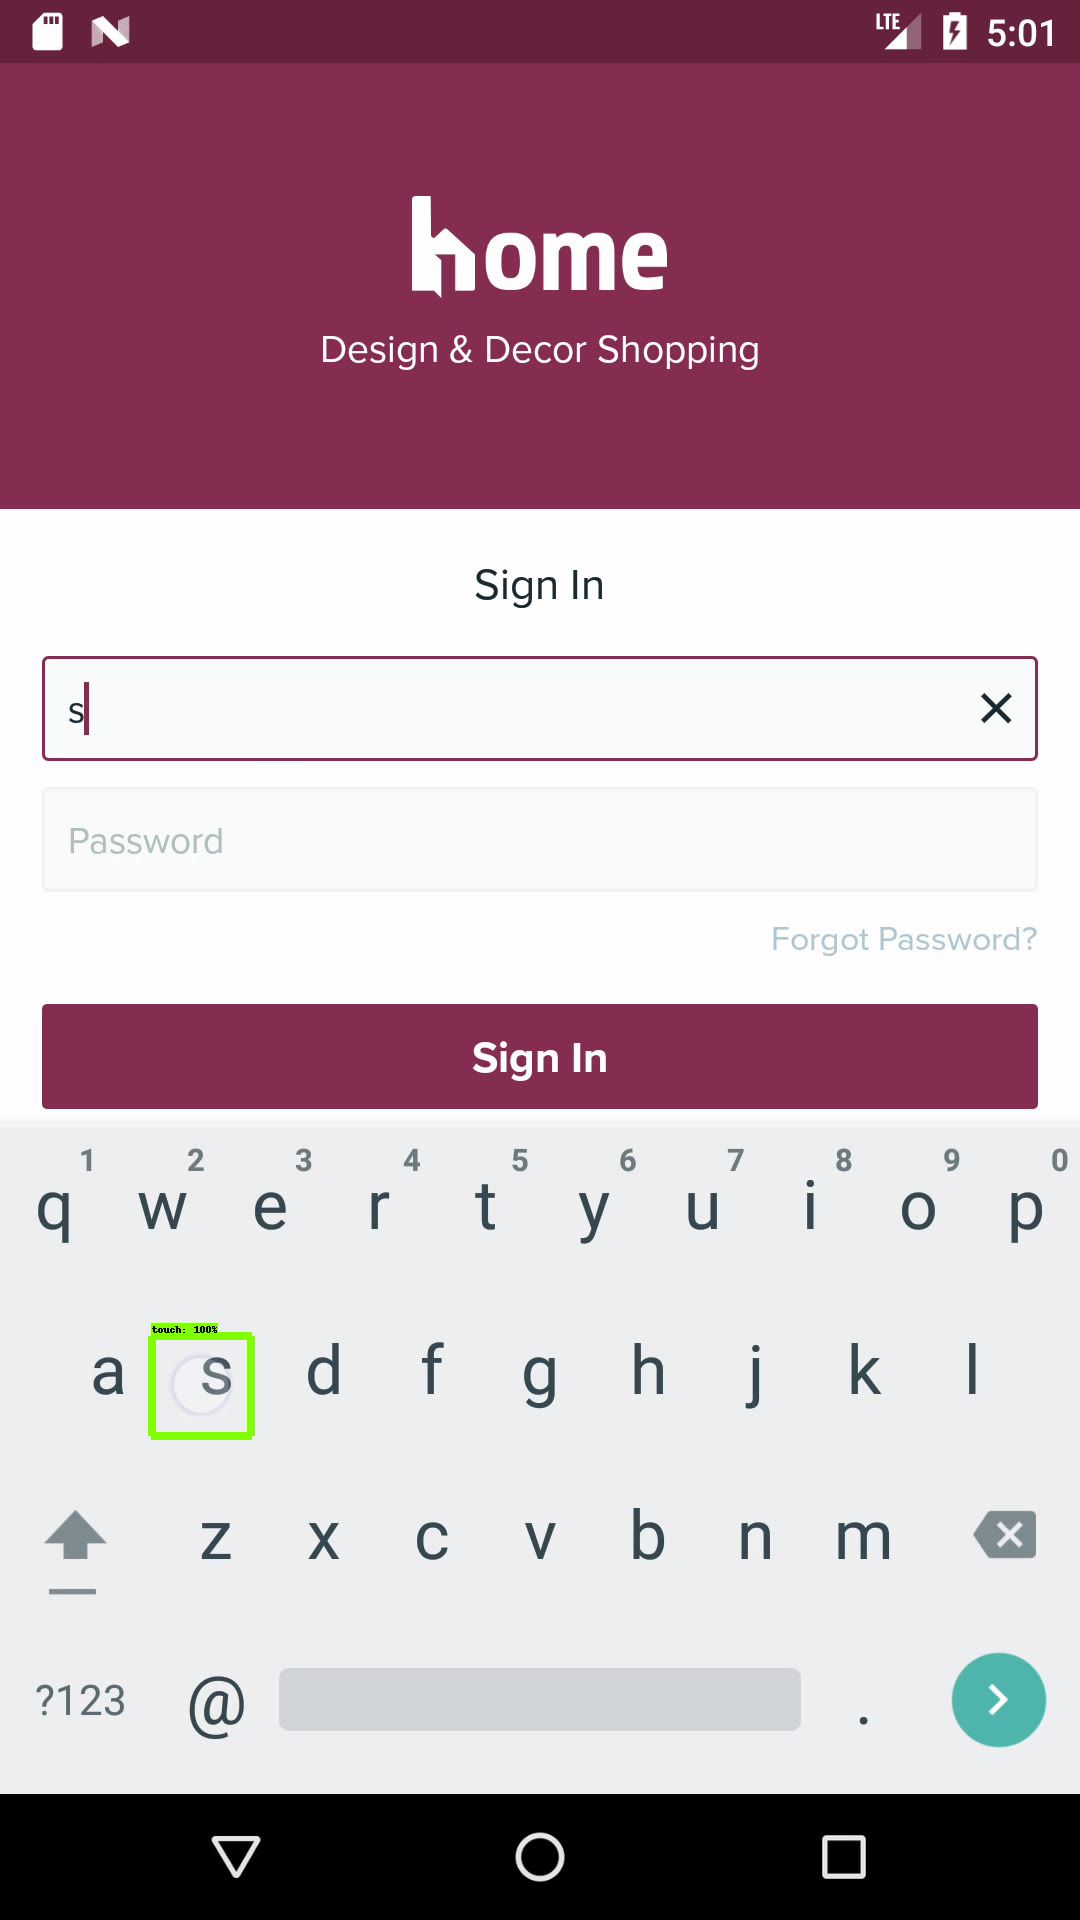 LTE 5:01
home
Design & Decor Shopping
Sign In
s
Password
Forgot Password?
Sign In
1 2 3 4 5 6 7 8 9 0
q w e r t y u i o p
touch: 100%
a s d f g h j k l
z x c v b n m
?123 @ .